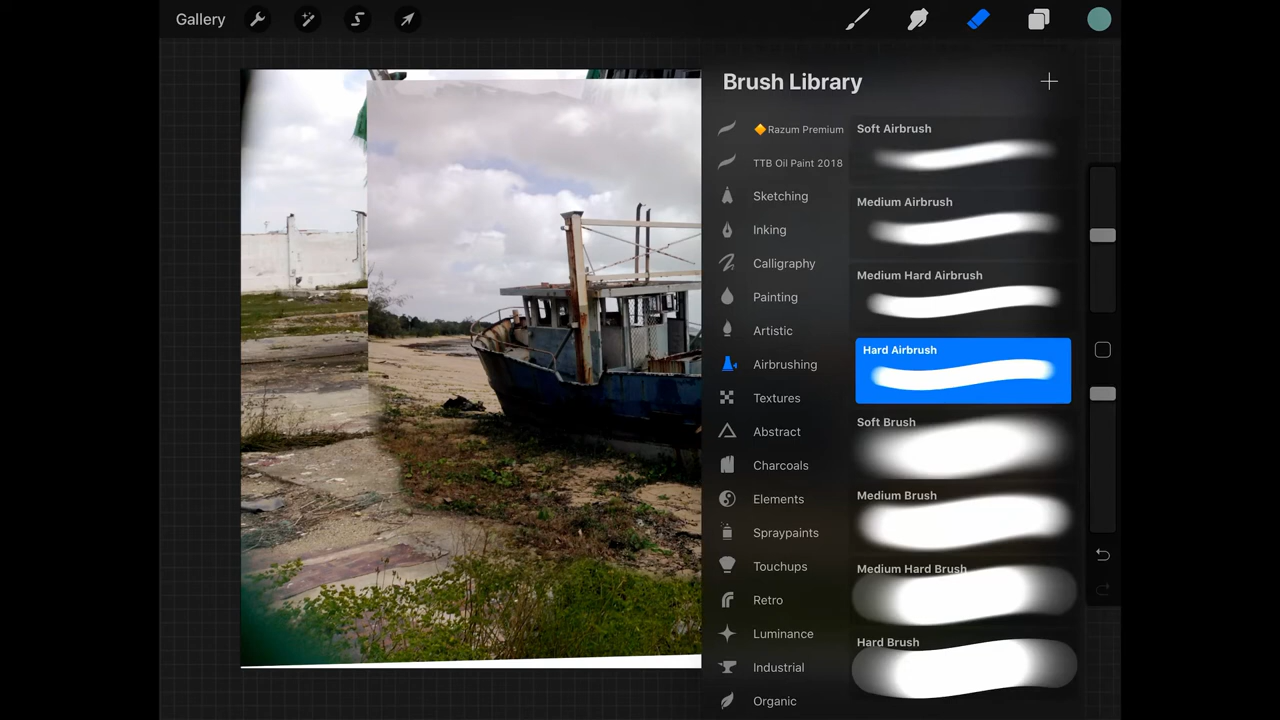 Gallery
Brush Library
Razum Premium
TTB Oil Paint 2018
Sketching
Inking
Calligraphy
Painting
Artistic
Airbrushing
Textures
Abstract
Charcoals
Elements
Spraypaints
Touchups
Retro
Luminance
Industrial
Organic
Soft Airbrush
Medium Airbrush
Medium Hard Airbrush
Hard Airbrush
Soft Brush
Medium Brush
Medium Hard Brush
Hard Brush